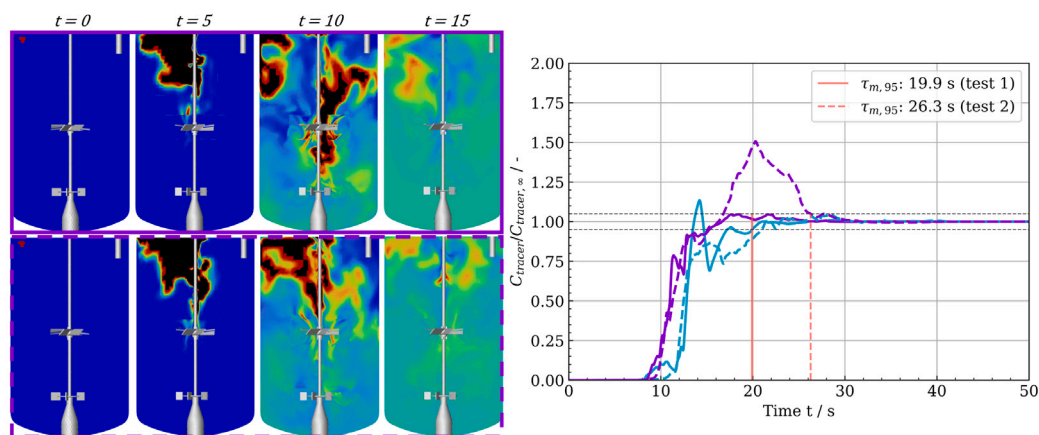 t = 0 t = 5 t = 10 t = 15
2.00
1.75
1.50
1.25
1.00
0.75
0.50
0.25
0.00
C_tracer/C_tracer, ∞ / -
τ_m, 95: 19.9 s (test 1)
τ_m, 95: 26.3 s (test 2)
0 10 20 30 40 50
Time t / s